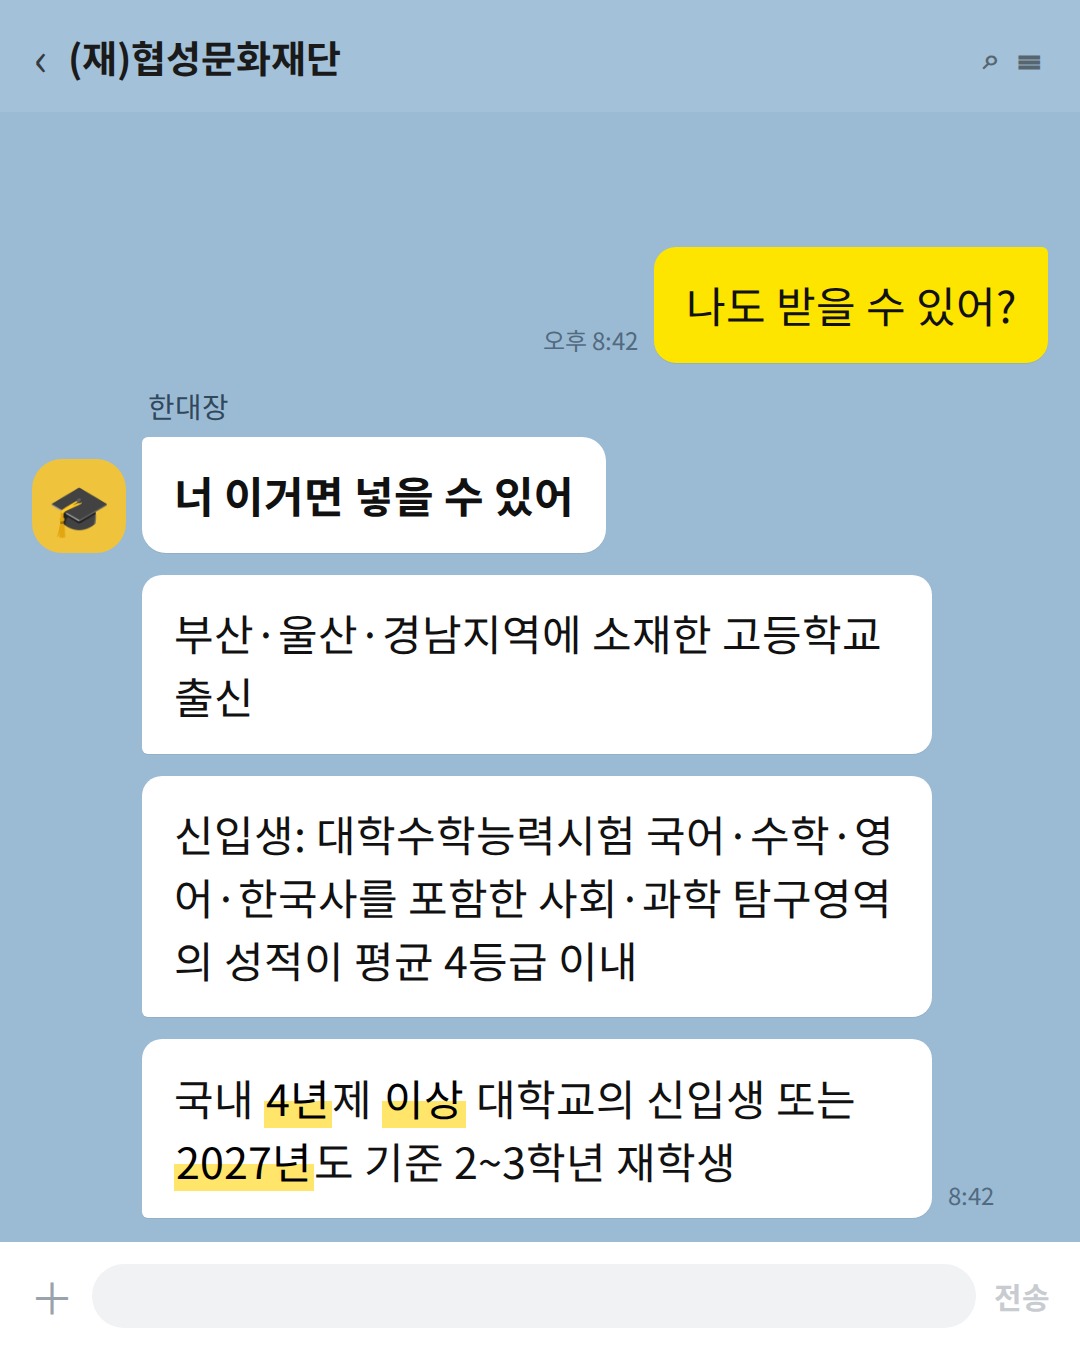 (재)협성문화재단
나도 받을 수 있어?
오후 8:42
한대장
너 이거면 넣을 수 있어
부산·울산·경남지역에 소재한 고등학교
출신
신입생: 대학수학능력시험 국어·수학·영
어·한국사를 포함한 사회·과학 탐구영역
의 성적이 평균 4등급 이내
국내 4년제 이상 대학교의 신입생 또는
2027년도 기준 2~3학년 재학생
8:42
전송